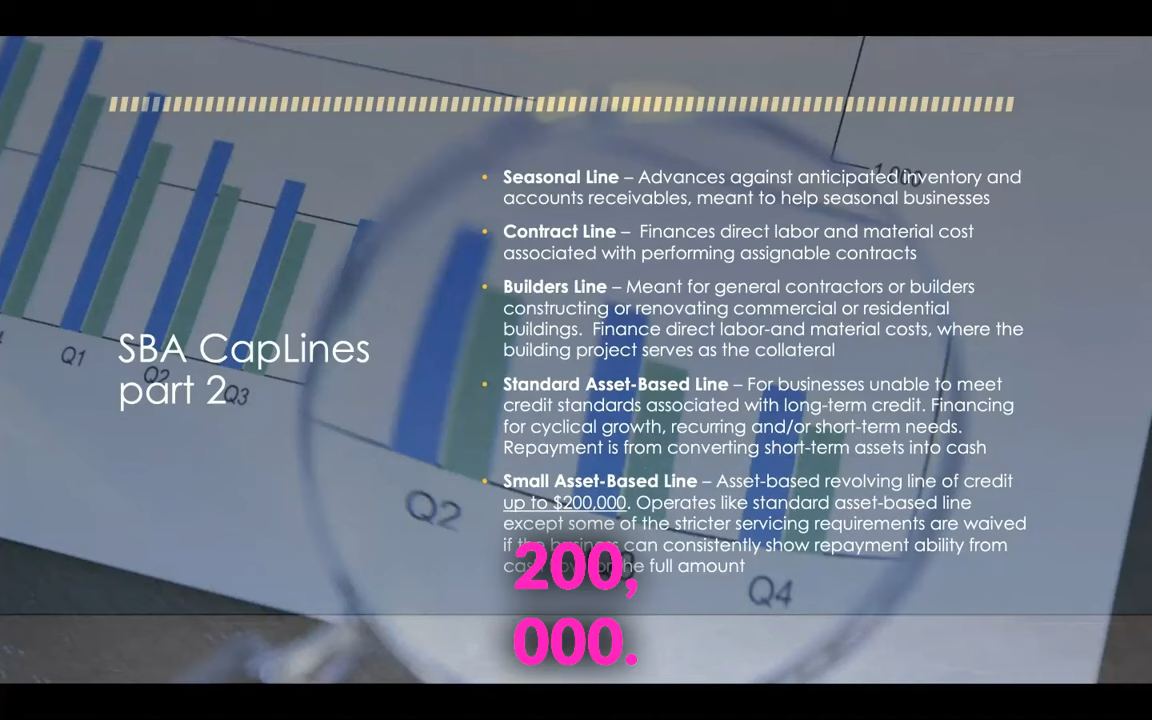 SBA CapLines
part 2
• Seasonal Line – Advances against anticipated inventory and
accounts receivables, meant to help seasonal businesses
• Contract Line – Finances direct labor and material cost
associated with performing assignable contracts
• Builders Line – Meant for general contractors or builders
constructing or renovating commercial or residential
buildings. Finance direct labor-and material costs, where the
building project serves as the collateral
• Standard Asset-Based Line – For businesses unable to meet
credit standards associated with long-term credit. Financing
for cyclical growth, recurring and/or short-term needs.
Repayment is from converting short-term assets into cash
• Small Asset-Based Line – Asset-based revolving line of credit
up to $200,000. Operates like standard asset-based line
except some of the stricter servicing requirements are waived
if the business can consistently show repayment ability from
the full amount
200,
000.
1,000
Q1
Q2
Q3
Q2
Q4